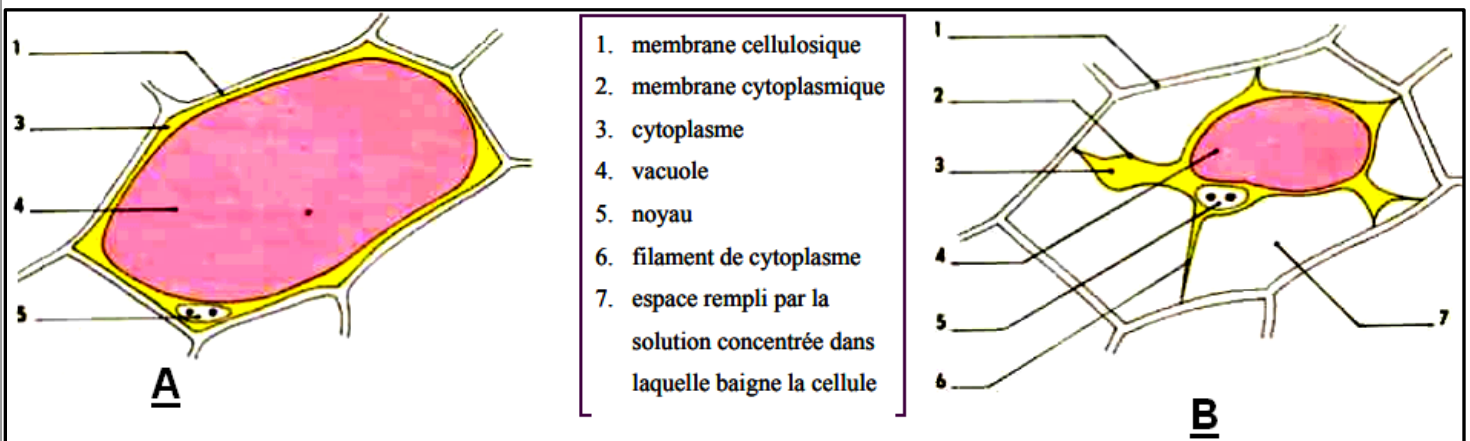 1
3
4
5
A
1. membrane cellulosique
2. membrane cytoplasmique
3. cytoplasme
4. vacuole
5. noyau
6. filament de cytoplasme
7. espace rempli par la
solution concentrée dans
laquelle baigne la cellule
1
2
3
4
5
6
7
B